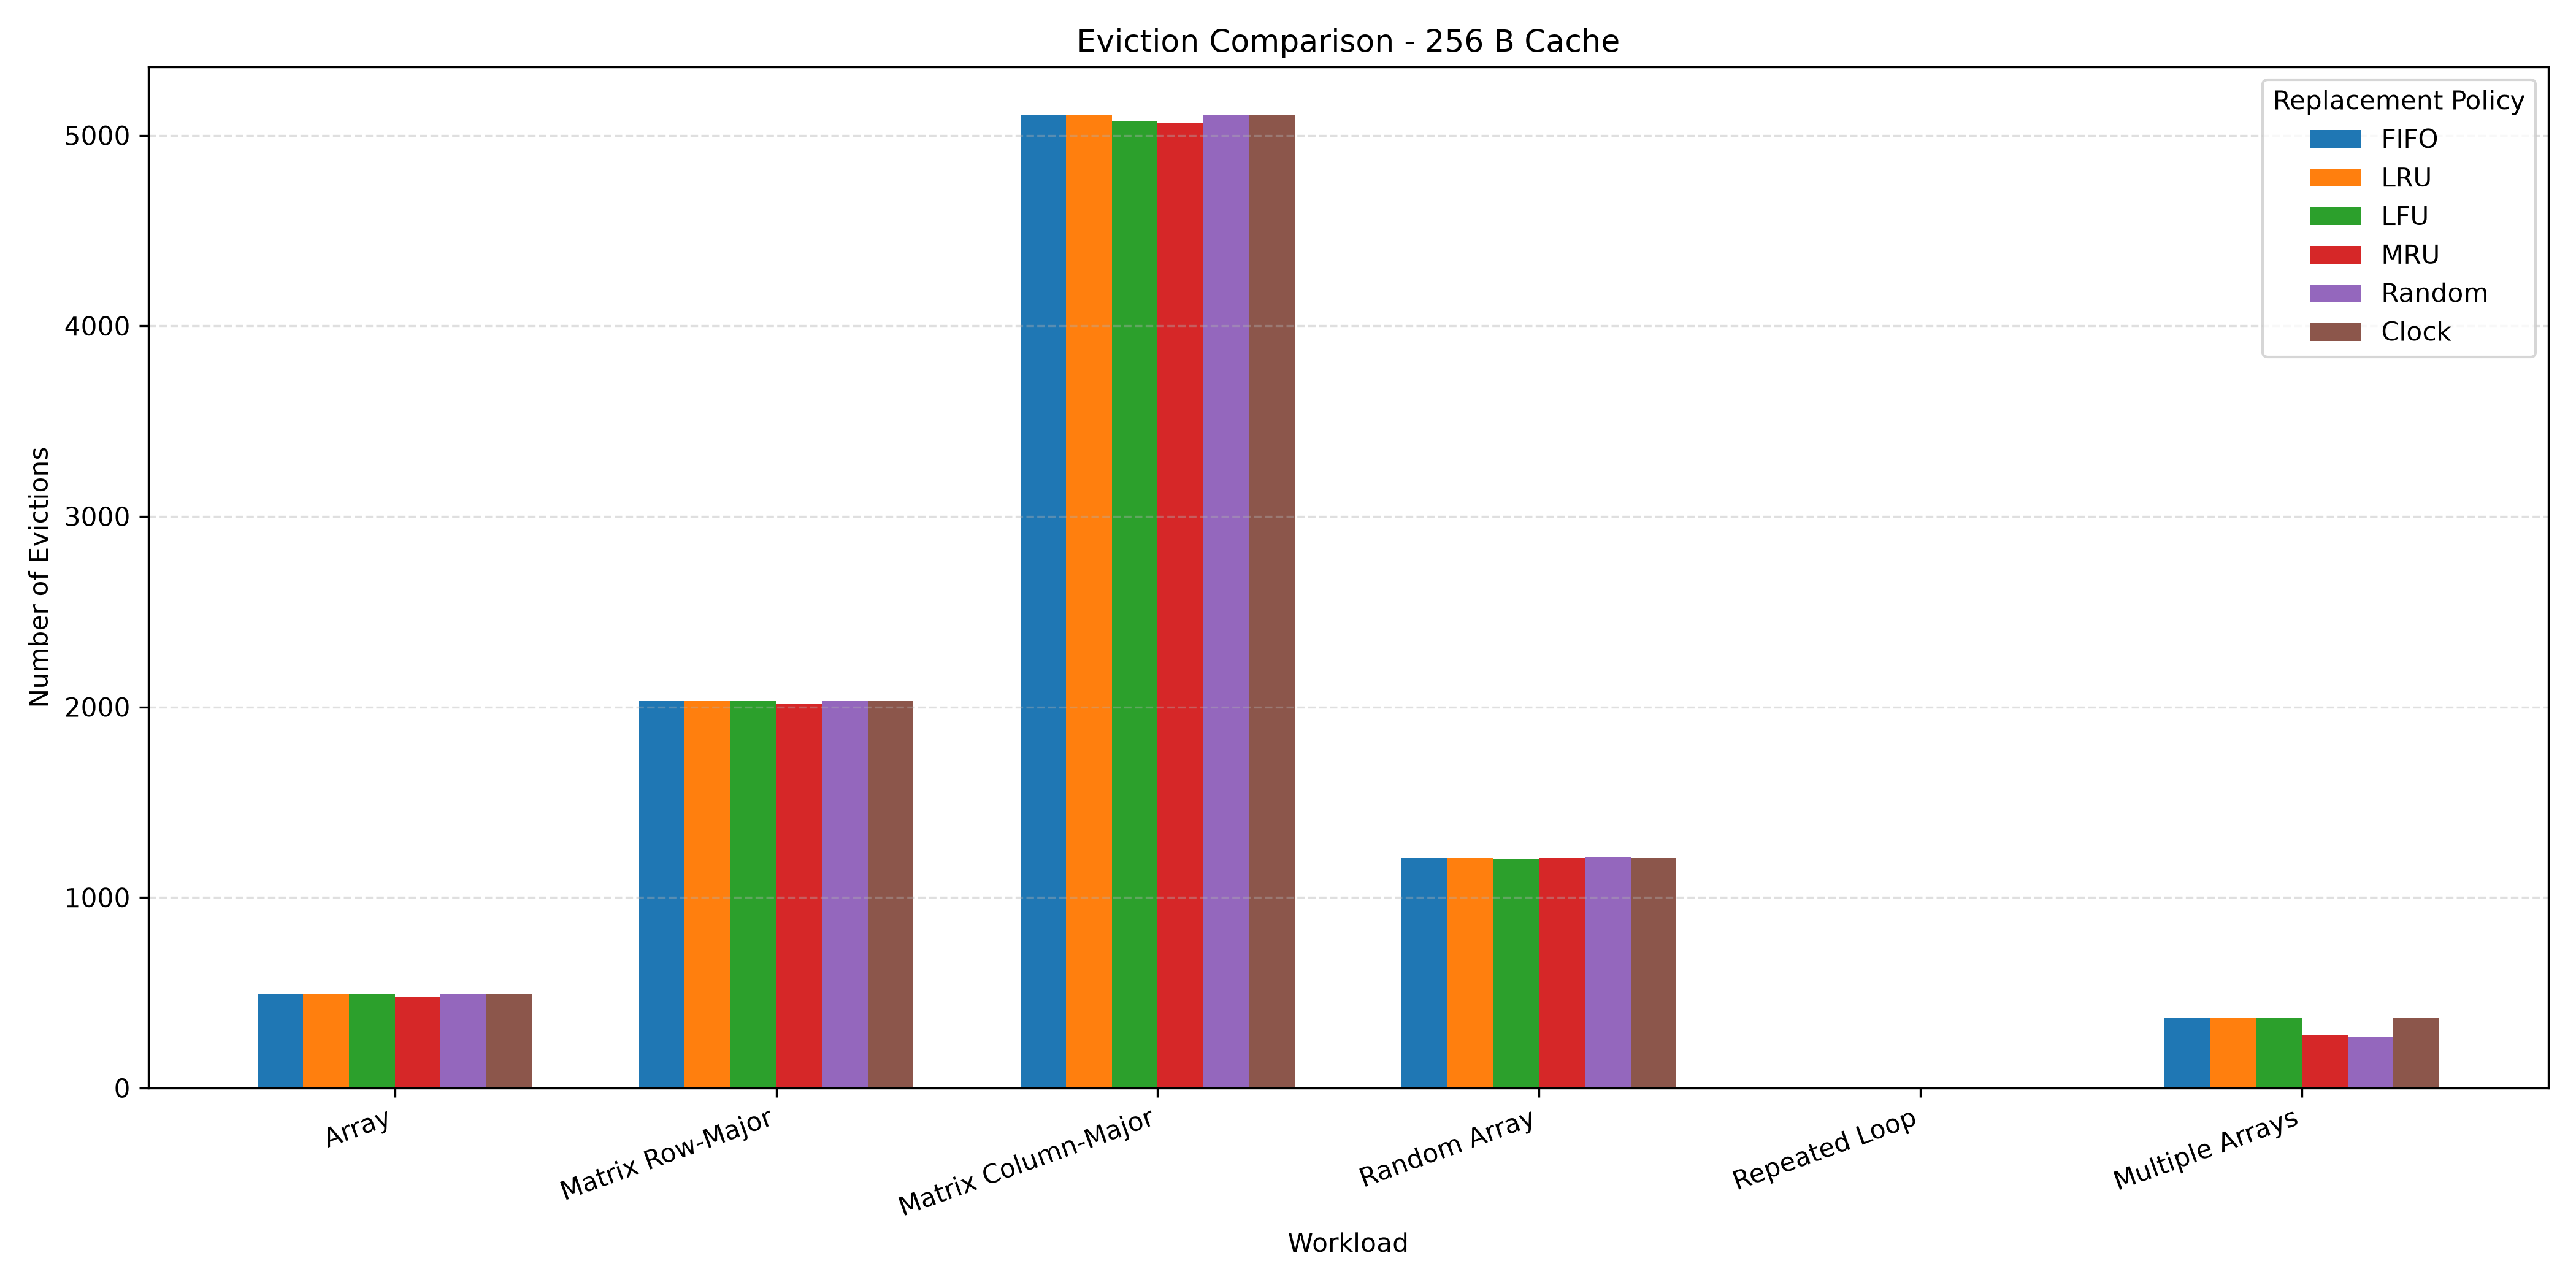 Eviction Comparison - 256 B Cache
Replacement Policy
FIFO
LRU
LFU
MRU
Random
Clock
Number of Evictions
5000
4000
3000
2000
1000
0
Array
Matrix Row-Major
Matrix Column-Major
Random Array
Repeated Loop
Multiple Arrays
Workload